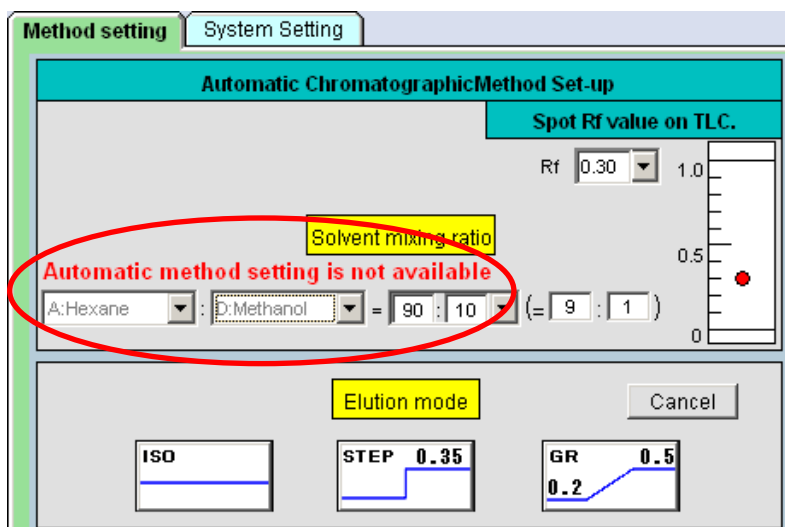 Method setting
System Setting
Automatic ChromatographicMethod Set-up
Spot Rf value on TLC.
Rf 0.30
1.0
Solvent mixing ratio
0.5
Automatic method setting is not available
A:Hexane : D:Methanol = 90 : 10 (= 9 : 1 )
0
Elution mode
Cancel
ISO
STEP 0.35
GR 0.5
0.2